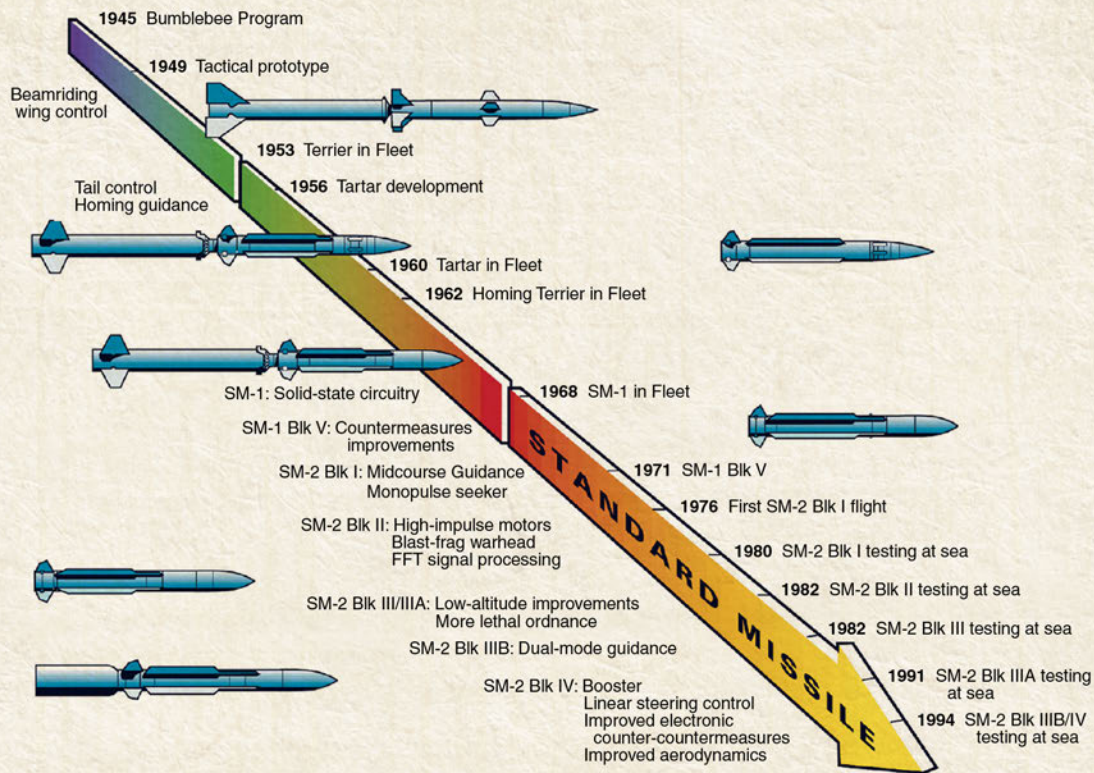 1945 Bumblebee Program
1949 Tactical prototype
Beamriding
wing control
1953 Terrier in Fleet
1956 Tartar development
Tail control
Homing guidance
1960 Tartar in Fleet
1962 Homing Terrier in Fleet
1968 SM-1 in Fleet
SM-1: Solid-state circuitry
SM-1 Blk V: Countermeasures
improvements
SM-2 Blk I: Midcourse Guidance
Monopulse seeker
1971 SM-1 Blk V
1976 First SM-2 Blk I flight
SM-2 Blk II: High-impulse motors
Blast-frag warhead
FFT signal processing
1980 SM-2 Blk I testing at sea
1982 SM-2 Blk II testing at sea
SM-2 Blk III/IIIA: Low-altitude improvements
More lethal ordnance
1982 SM-2 Blk III testing at sea
SM-2 Blk IIIB: Dual-mode guidance
1991 SM-2 Blk IIIA testing
at sea
SM-2 Blk IV: Booster
Linear steering control
Improved electronic
counter-countermeasures
Improved aerodynamics
1994 SM-2 Blk IIIB/IV
testing at sea
STANDARD MISSILE